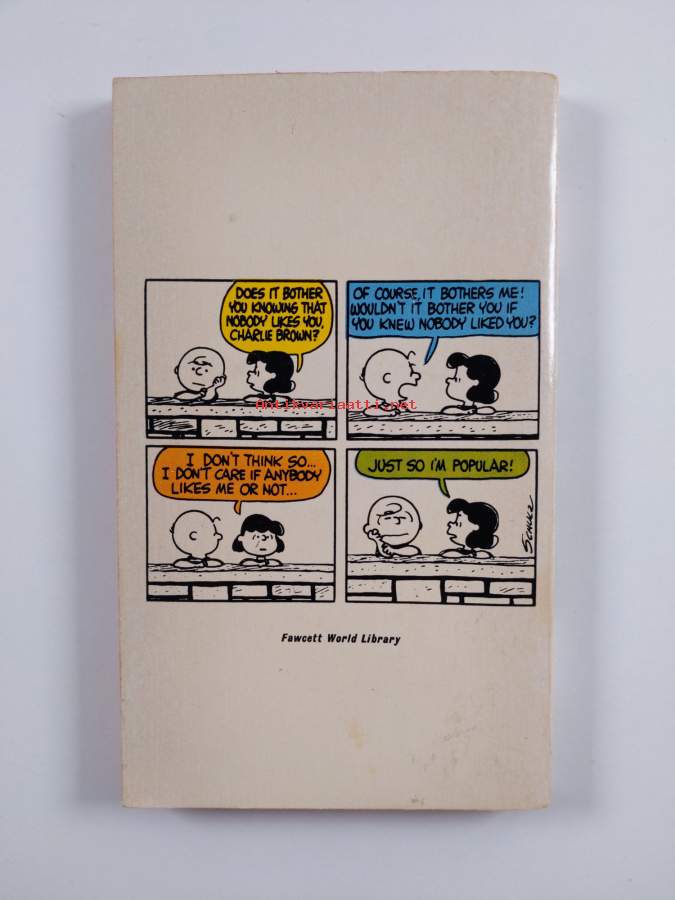 DOES IT BOTHER
YOU KNOWING THAT
NOBODY LIKES YOU,
CHARLIE BROWN?
OF COURSE, IT BOTHERS ME!
WOULDN'T IT BOTHER YOU IF
YOU KNEW NOBODY LIKED YOU?
I DON'T THINK SO...
I DON'T CARE IF ANYBODY
LIKES ME OR NOT...
JUST SO I'M POPULAR!
SCHULZ
Antikvariaatti.net
Fawcett World Library